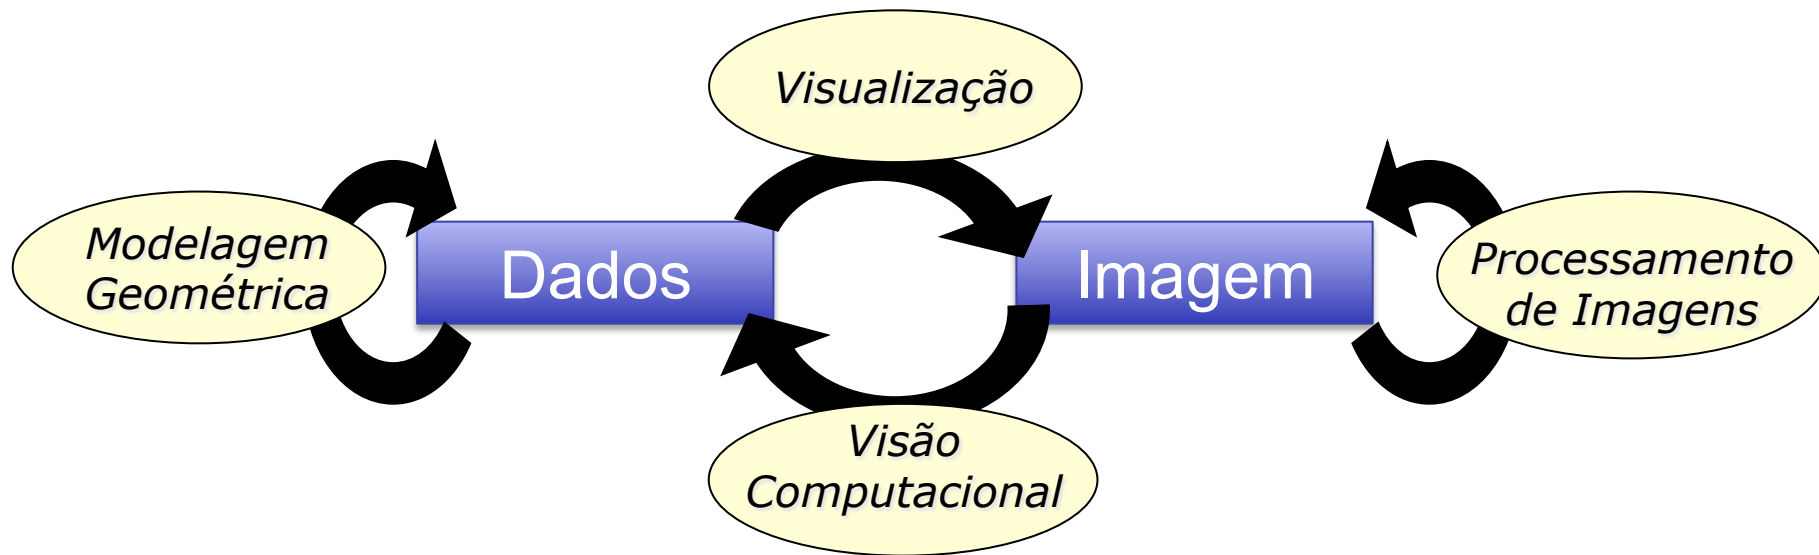 Visualização
Modelagem
Geométrica
Dados
Imagem
Processamento
de Imagens
Visão
Computacional